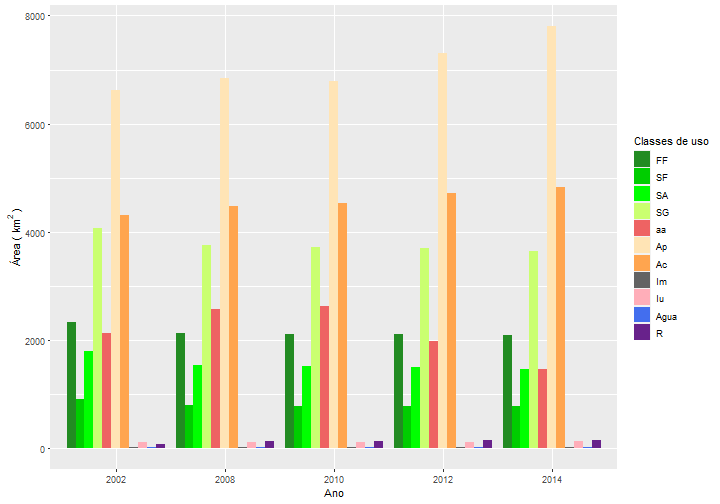 8000
6000
4000
2000
0
Área ( km² )
2002
2008
2010
2012
2014
Ano
Classes de uso
FF
SF
SA
SG
aa
Ap
Ac
Im
Iu
Agua
R